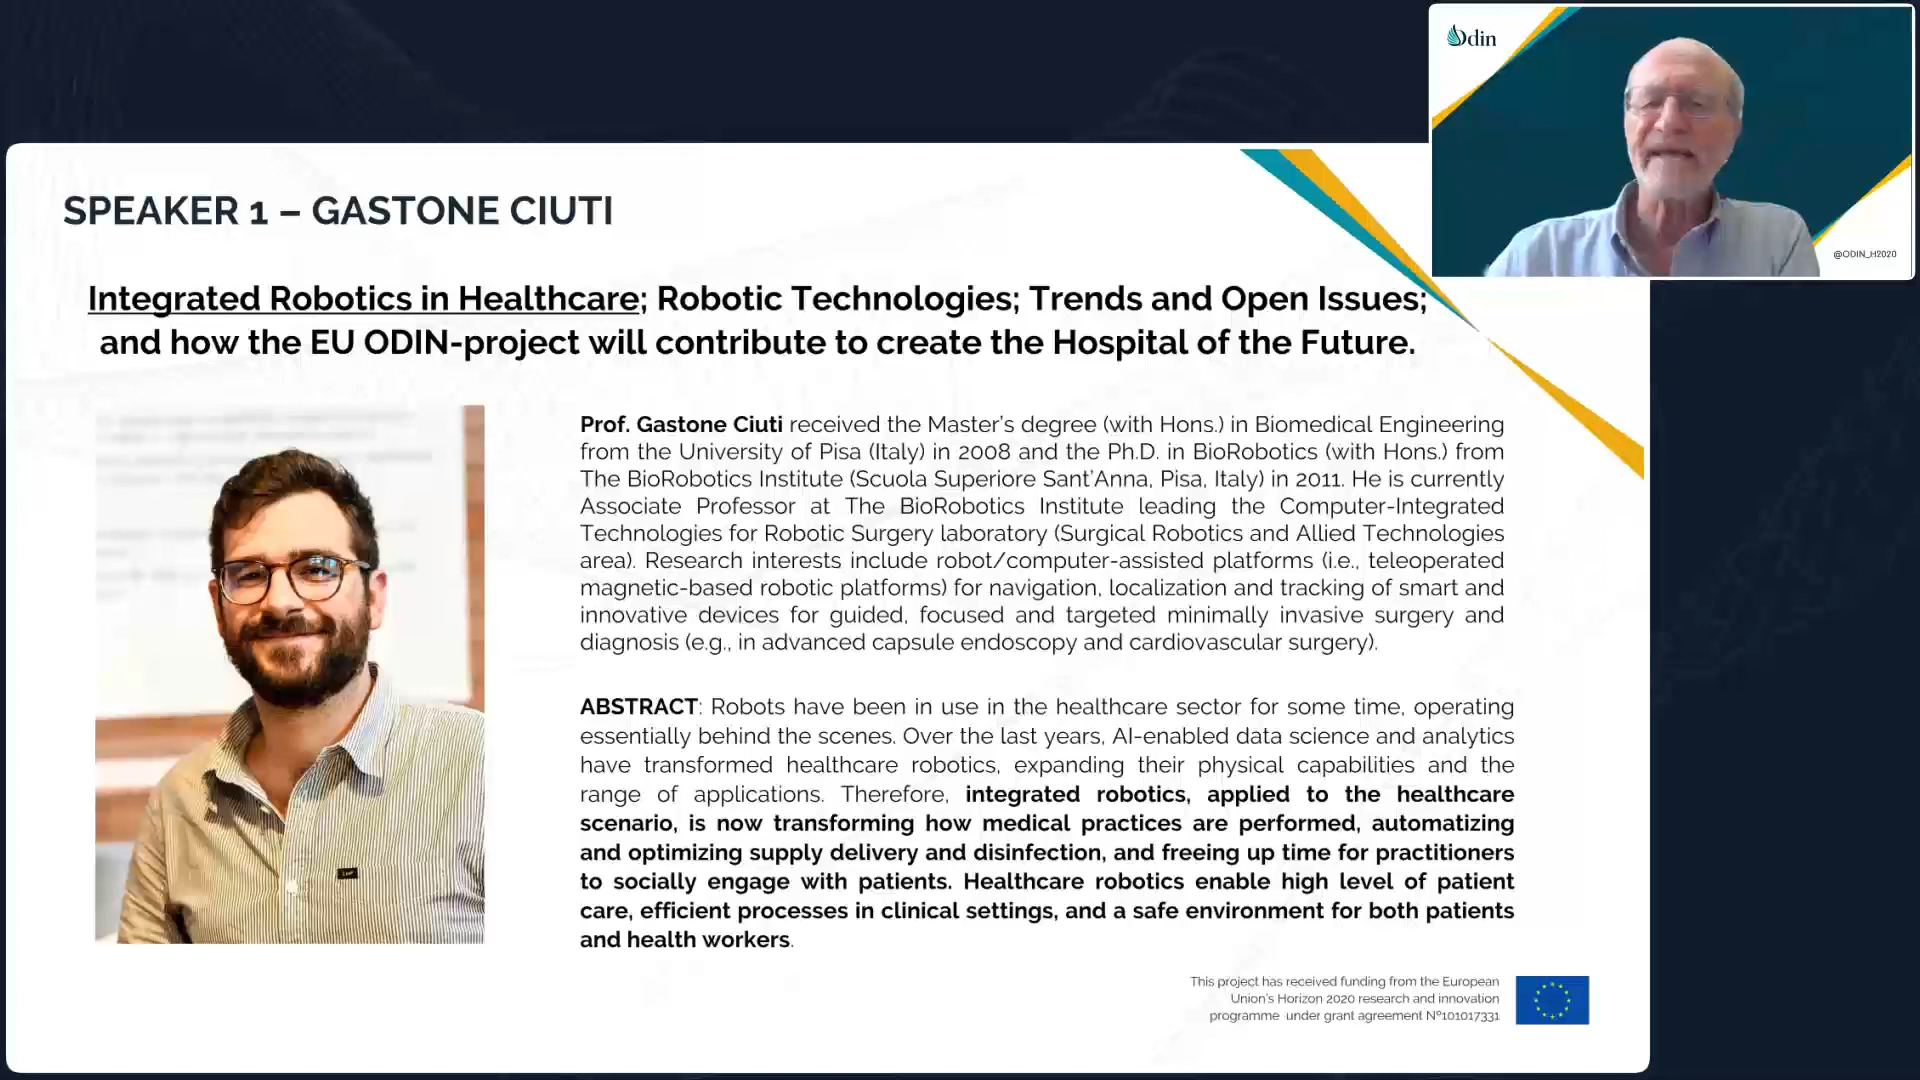 Odin
@ODIN_H2020
SPEAKER 1 – GASTONE CIUTI
Integrated Robotics in Healthcare; Robotic Technologies; Trends and Open Issues;
and how the EU ODIN-project will contribute to create the Hospital of the Future.
Prof. Gastone Ciuti received the Master's degree (with Hons.) in Biomedical Engineering
from the University of Pisa (Italy) in 2008 and the Ph.D. in BioRobotics (with Hons.) from
The BioRobotics Institute (Scuola Superiore Sant'Anna, Pisa, Italy) in 2011. He is currently
Associate Professor at The BioRobotics Institute leading the Computer-Integrated
Technologies for Robotic Surgery laboratory (Surgical Robotics and Allied Technologies
area). Research interests include robot/computer-assisted platforms (i.e., teleoperated
magnetic-based robotic platforms) for navigation, localization and tracking of smart and
innovative devices for guided, focused and targeted minimally invasive surgery and
diagnosis (e.g., in advanced capsule endoscopy and cardiovascular surgery).
ABSTRACT: Robots have been in use in the healthcare sector for some time, operating
essentially behind the scenes. Over the last years, AI-enabled data science and analytics
have transformed healthcare robotics, expanding their physical capabilities and the
range of applications. Therefore, integrated robotics, applied to the healthcare
scenario, is now transforming how medical practices are performed, automatizing
and optimizing supply delivery and disinfection, and freeing up time for practitioners
to socially engage with patients. Healthcare robotics enable high level of patient
care, efficient processes in clinical settings, and a safe environment for both patients
and health workers.
This project has received funding from the European
Union's Horizon 2020 research and innovation
programme under grant agreement Nº101017331